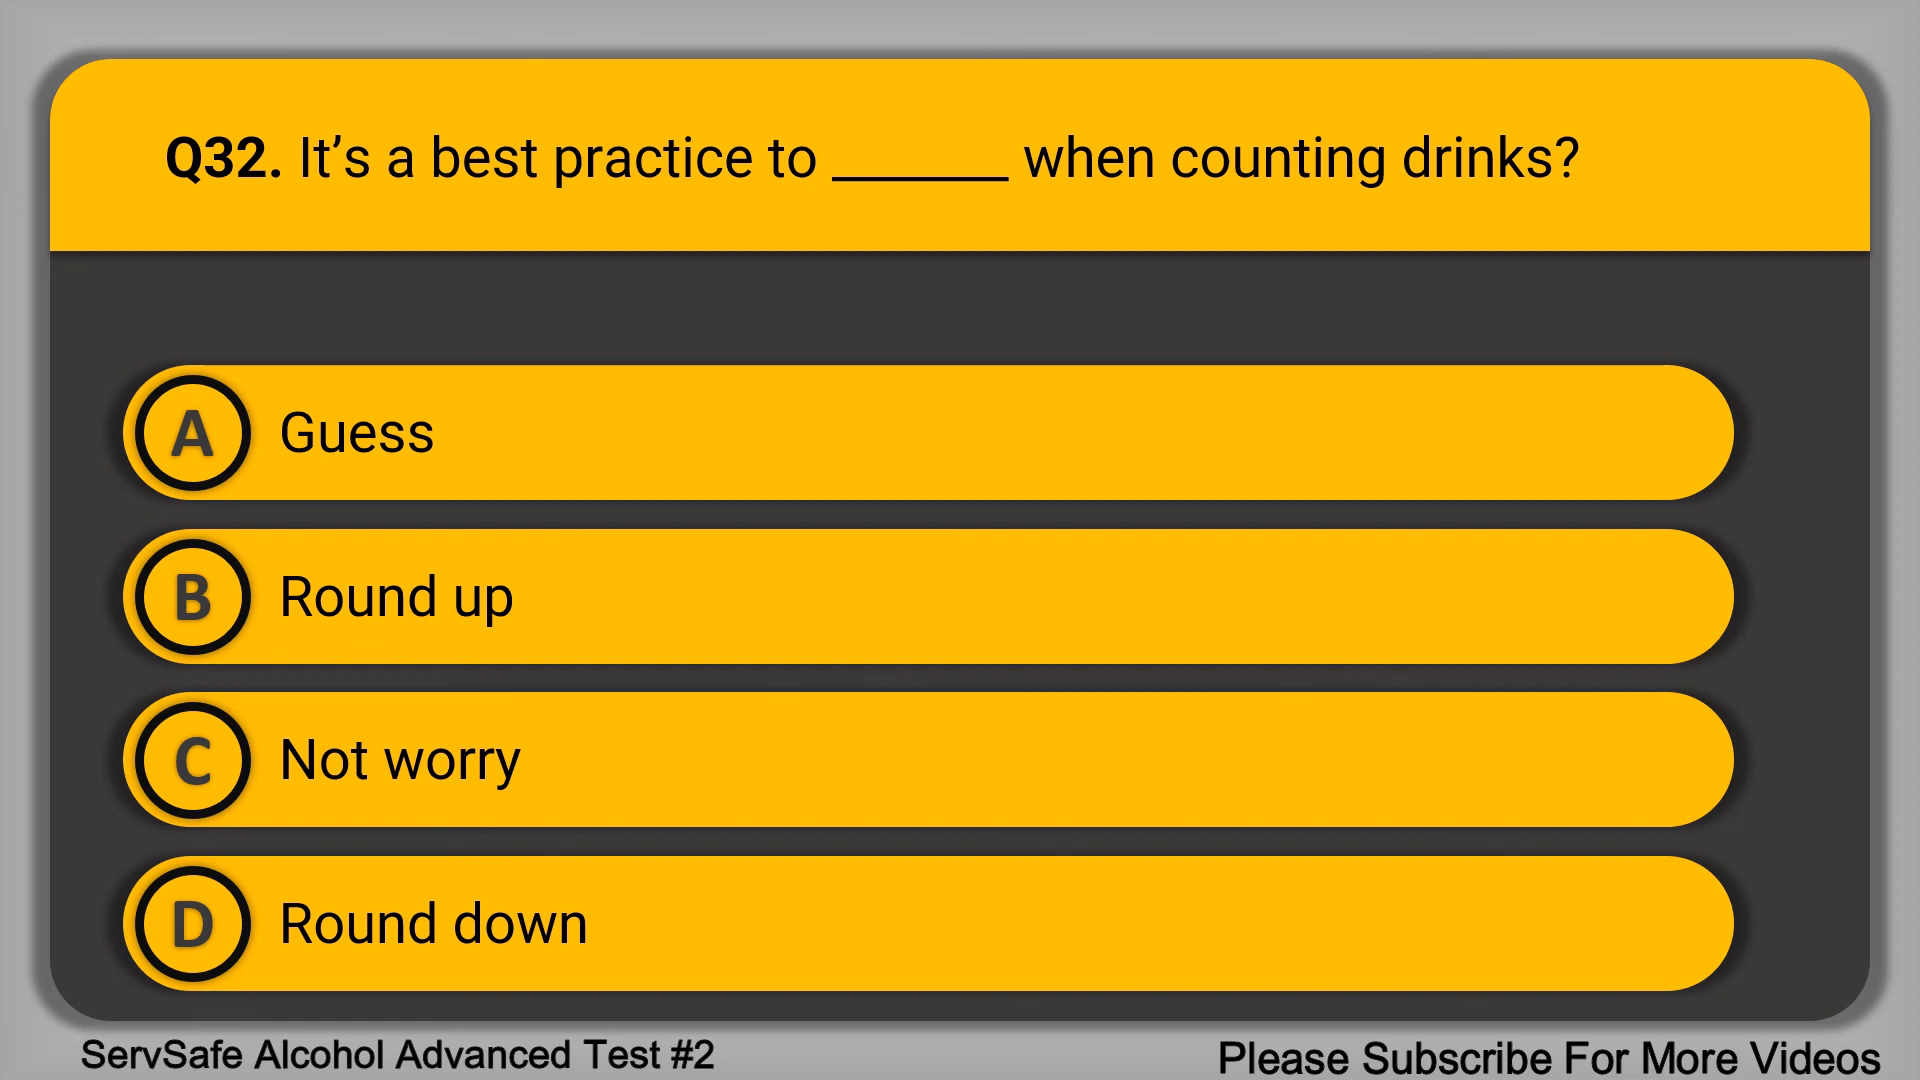 Q32. It’s a best practice to ______ when counting drinks?
A Guess
B Round up
C Not worry
D Round down
ServSafe Alcohol Advanced Test #2
Please Subscribe For More Videos